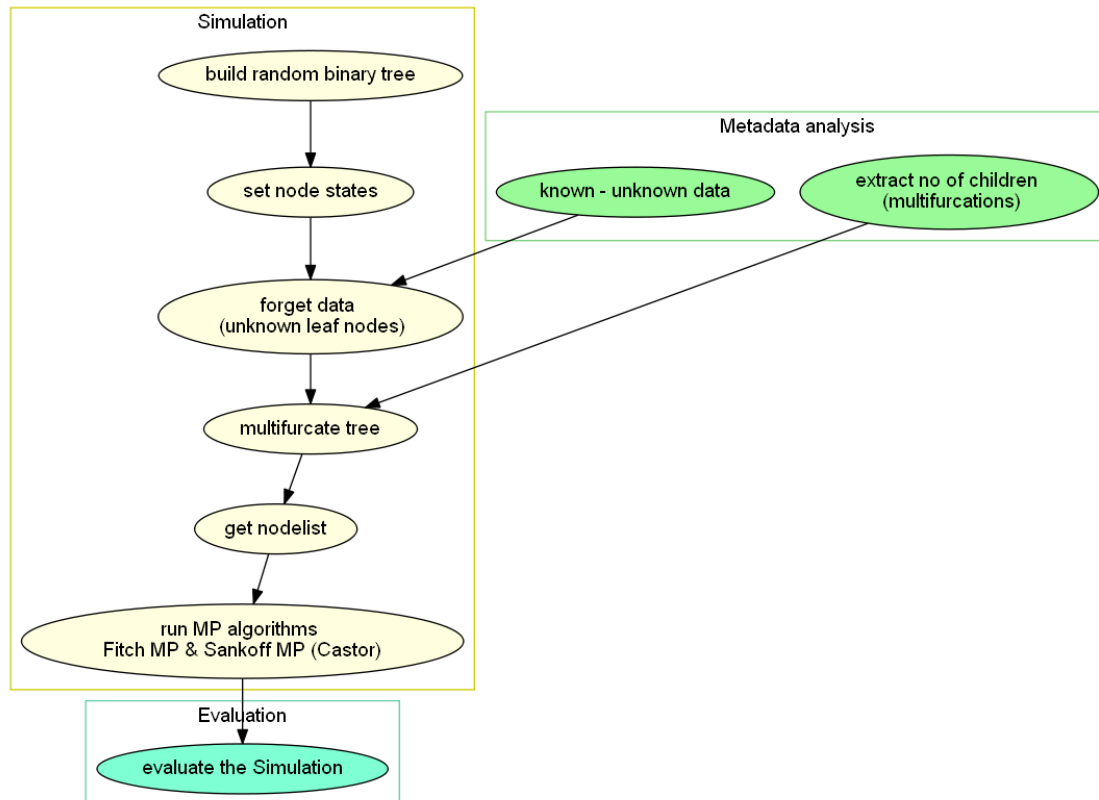 Simulation
build random binary tree
Metadata analysis
set node states
known - unknown data
extract no of children
(multifurcations)
forget data
(unknown leaf nodes)
multifurcate tree
get nodelist
run MP algorithms
Fitch MP & Sankoff MP (Castor)
Evaluation
evaluate the Simulation